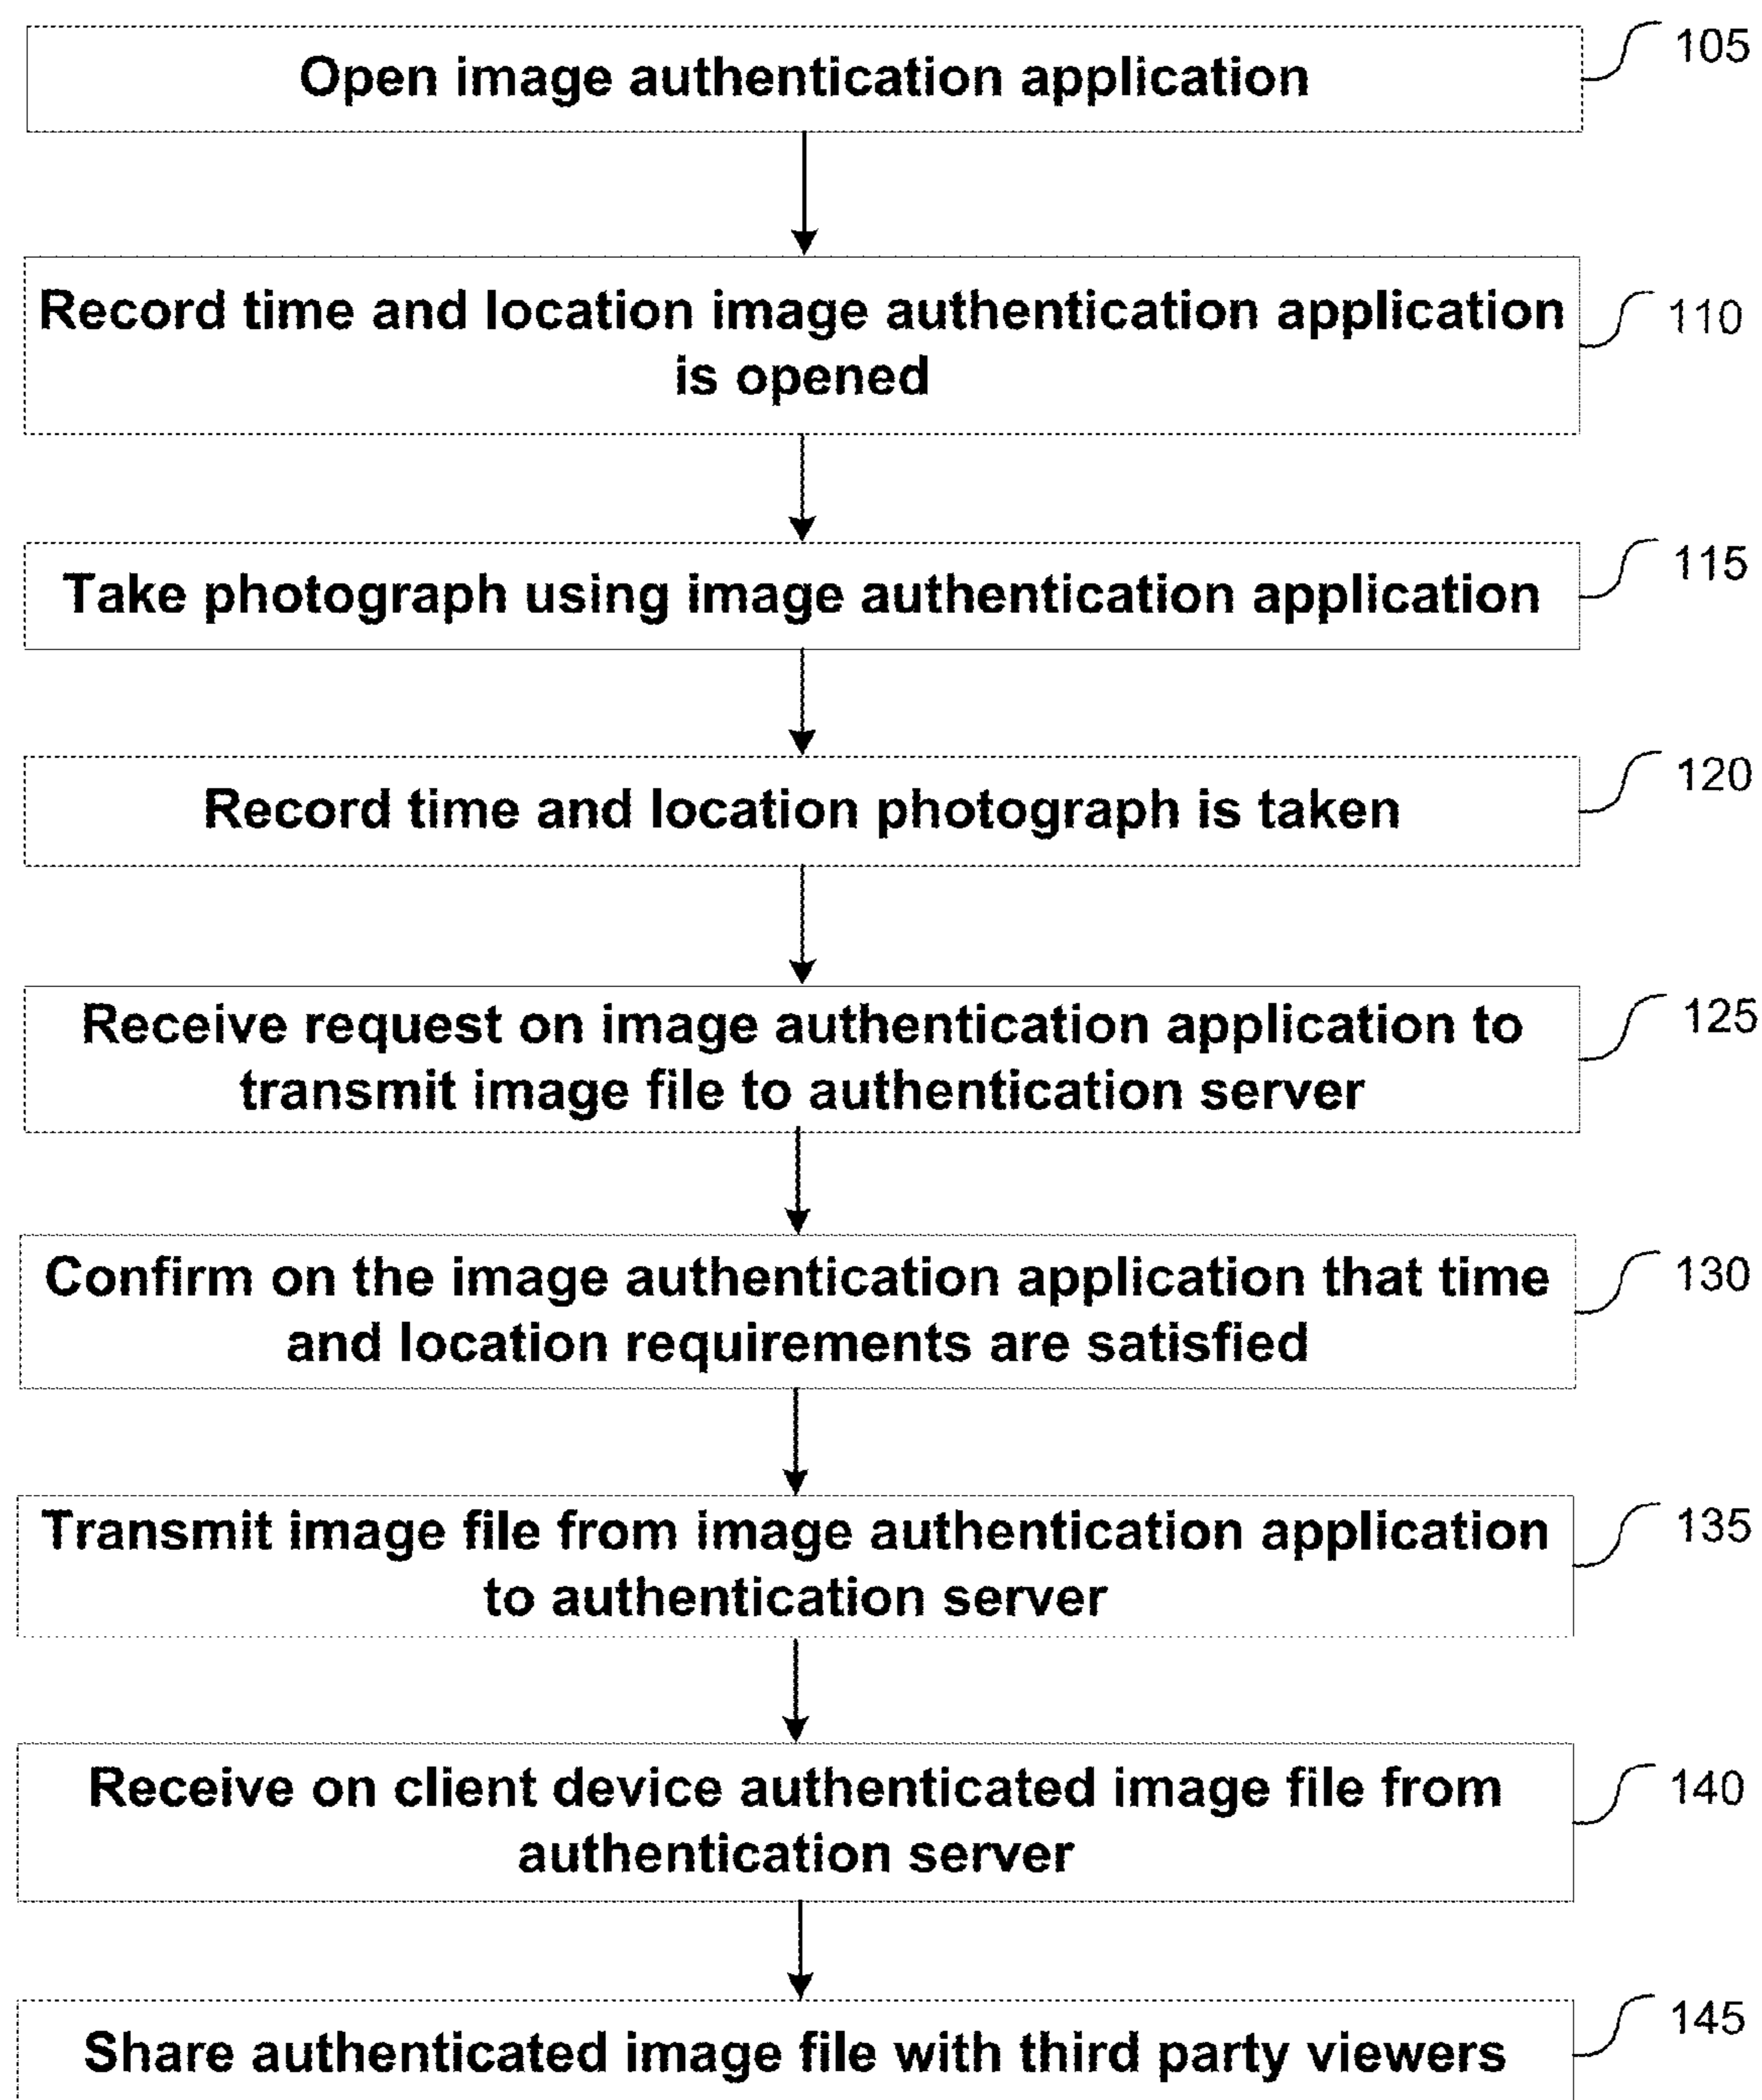 Open image authentication application
105
Record time and location image authentication application
is opened
110
Take photograph using image authentication application
115
Record time and location photograph is taken
120
Receive request on image authentication application to
transmit image file to authentication server
125
Confirm on the image authentication application that time
and location requirements are satisfied
130
Transmit image file from image authentication application
to authentication server
135
Receive on client device authenticated image file from
authentication server
140
Share authenticated image file with third party viewers
145